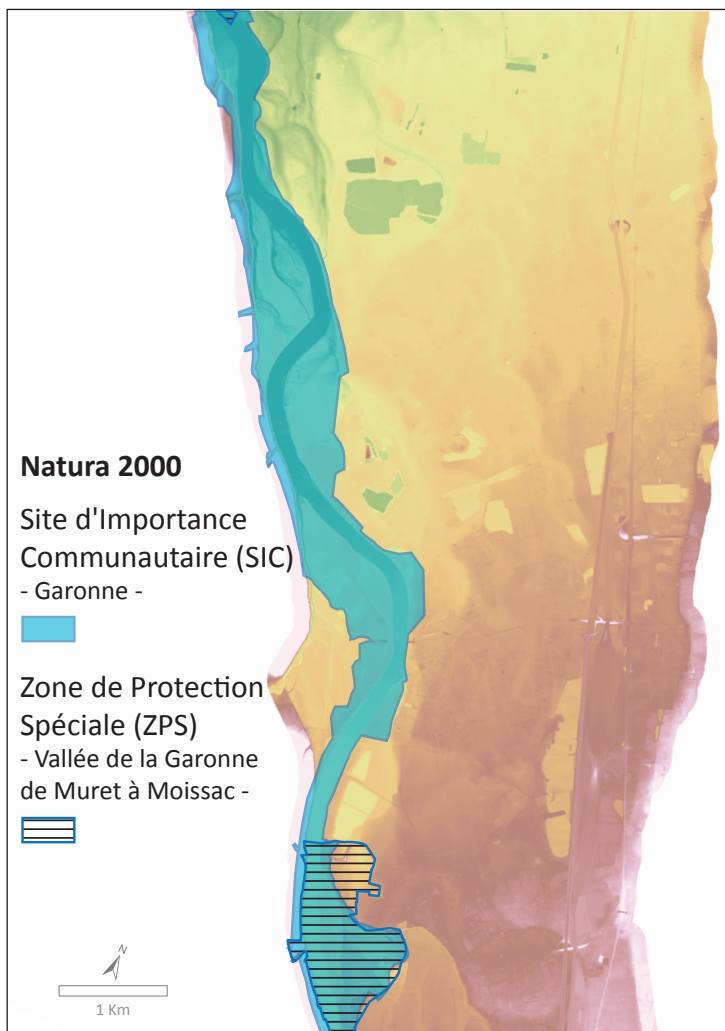 Natura 2000
Site d'Importance
Communautaire (SIC)
- Garonne -
Zone de Protection
Spéciale (ZPS)
- Vallée de la Garonne
de Muret à Moissac -
N
1 Km